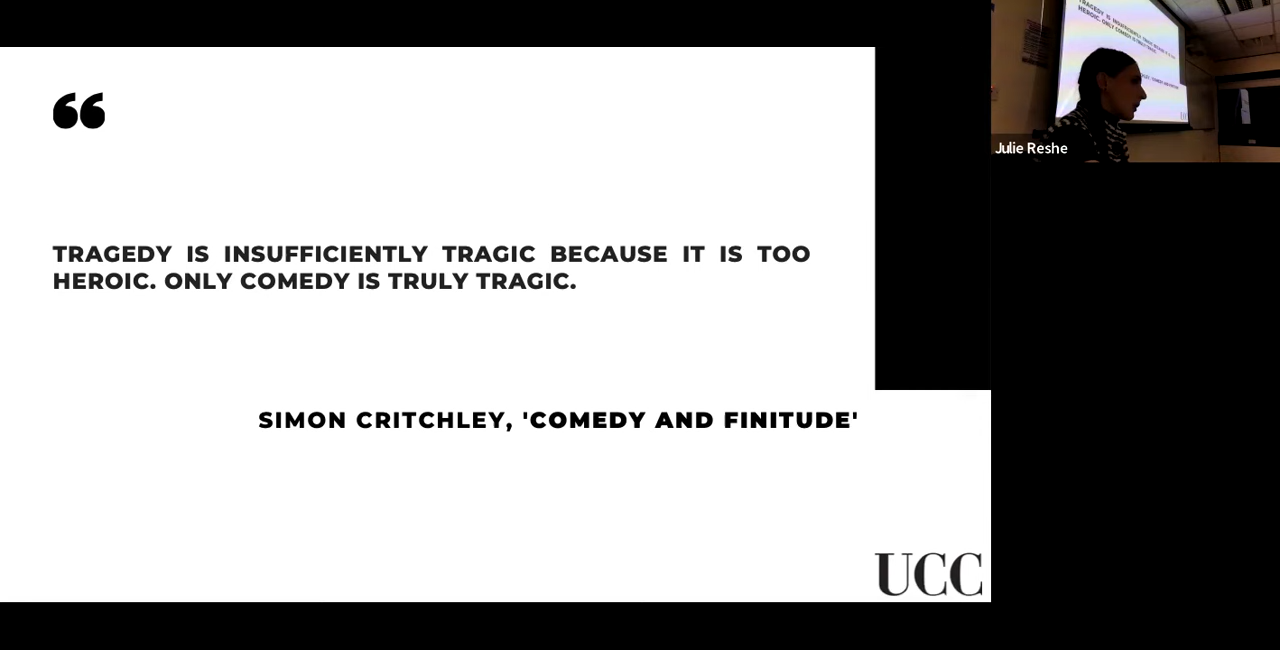 ❝
TRAGEDY IS INSUFFICIENTLY TRAGIC BECAUSE IT IS TOO
HEROIC. ONLY COMEDY IS TRULY TRAGIC.
SIMON CRITCHLEY, 'COMEDY AND FINITUDE'
UCC
Julie Reshe